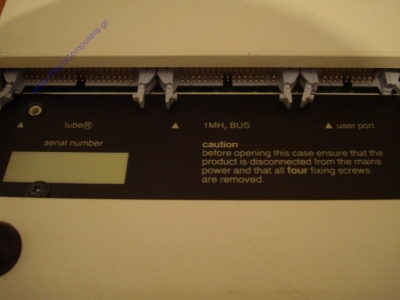 tube®
1MHz BUS
user port
serial number
caution
before opening this case ensure that the
product is disconnected from the mains
power and that all four fixing screws
are removed.